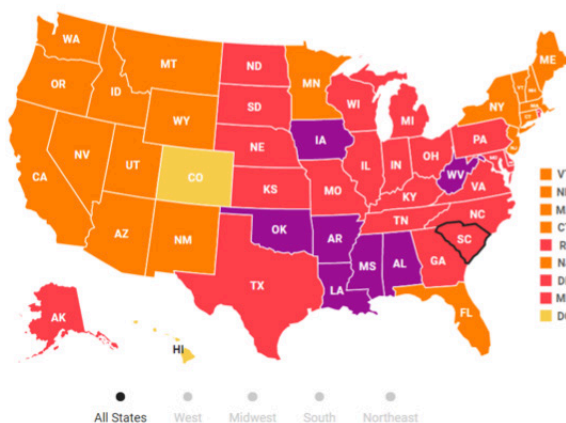 WA
ME
MT
ND
MN
OR
ID
SD
WI
NY
WY
MI
IA
PA
NE
NV
OH
UT
IL
IN
CO
WV
CA
VA
KS
MO
KY
NC
TN
OK
AZ
NM
AR
SC
MS
AL
GA
TX
LA
AK
FL
HI
V
N
M
C
R
N
D
M
D
All States
West
Midwest
South
Northeast